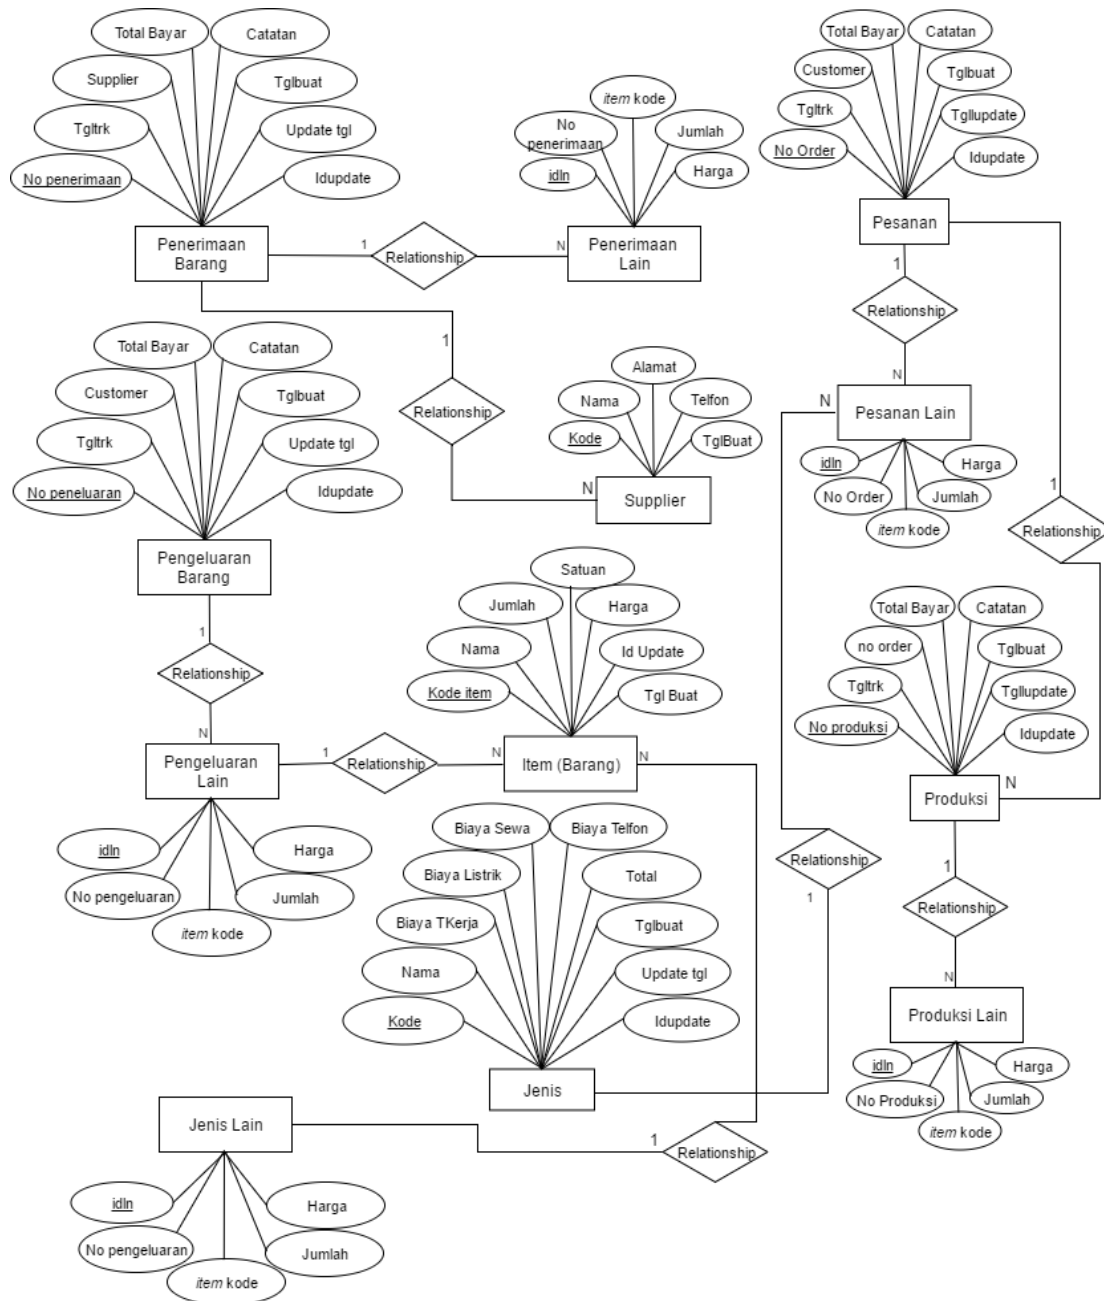 Total Bayar
Catatan
Supplier
Tglbuat
Tgltrk
Update tgl
No penerimaan
Idupdate
Penerimaan
Barang
1
Relationship
N
item kode
No
penerimaan
Jumlah
idln
Harga
Penerimaan
Lain
Total Bayar
Catatan
Customer
Tglbuat
Tgltrk
Tgllupdate
No Order
Idupdate
Pesanan
1
Relationship
N
Pesanan Lain
N
idln
Harga
No Order
Jumlah
item kode
1
Relationship
1
Relationship
N
Alamat
Nama
Telfon
Kode
TglBuat
Supplier
Total Bayar
Catatan
Customer
Tglbuat
Tgltrk
Update tgl
No peneluaran
Idupdate
Pengeluaran
Barang
1
Relationship
N
Pengeluaran
Lain
1
Relationship
N
idln
Harga
No pengeluaran
Jumlah
item kode
Satuan
Jumlah
Harga
Nama
Id Update
Kode item
Tgl Buat
Item (Barang)
N
Total Bayar
Catatan
no order
Tglbuat
Tgltrk
Tgllupdate
No produksi
Idupdate
Produksi
N
1
Relationship
N
Produksi Lain
idln
Harga
No Produksi
Jumlah
item kode
Relationship
1
Biaya Sewa
Biaya Telfon
Biaya Listrik
Total
Biaya TKerja
Tglbuat
Nama
Update tgl
Kode
Idupdate
Jenis
Jenis Lain
1
Relationship
idln
Harga
No pengeluaran
Jumlah
item kode